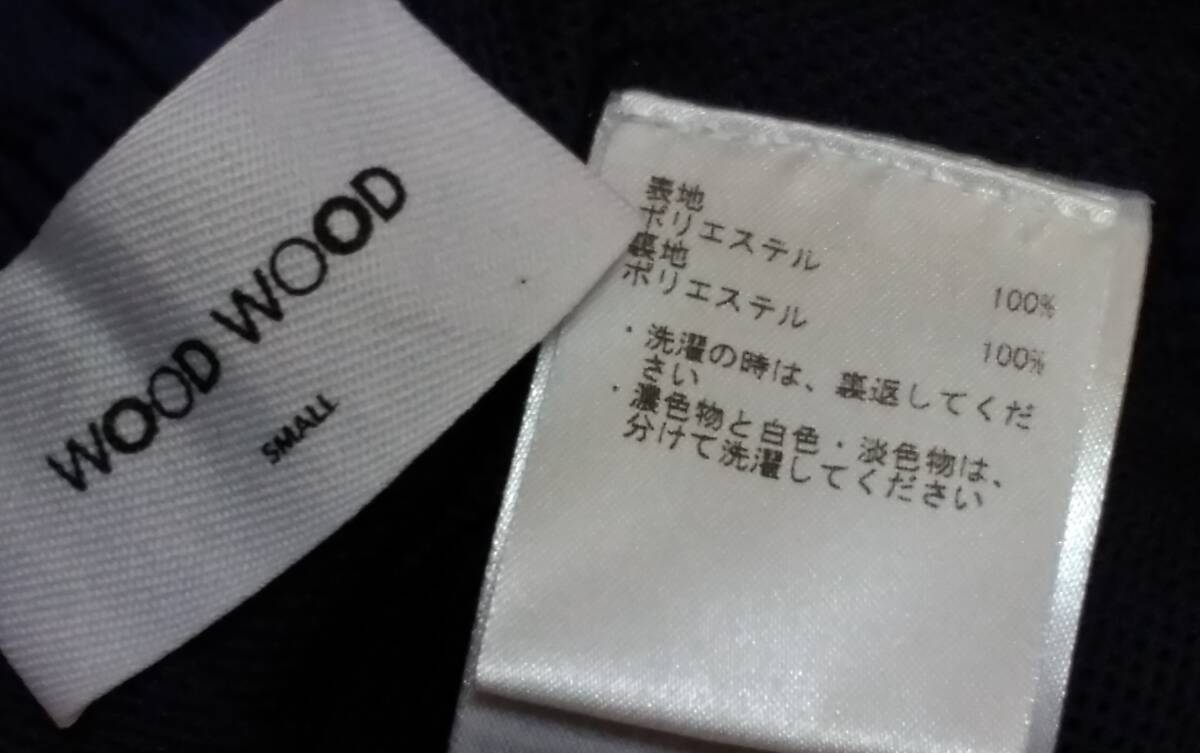 WOOD WOOD
SMALL
表地
ポリエステル 100%
裏地
ポリエステル 100%
・洗濯の時は、裏返してくだ
さい
・濃色物と白色・淡色物は、
分けて洗濯してください